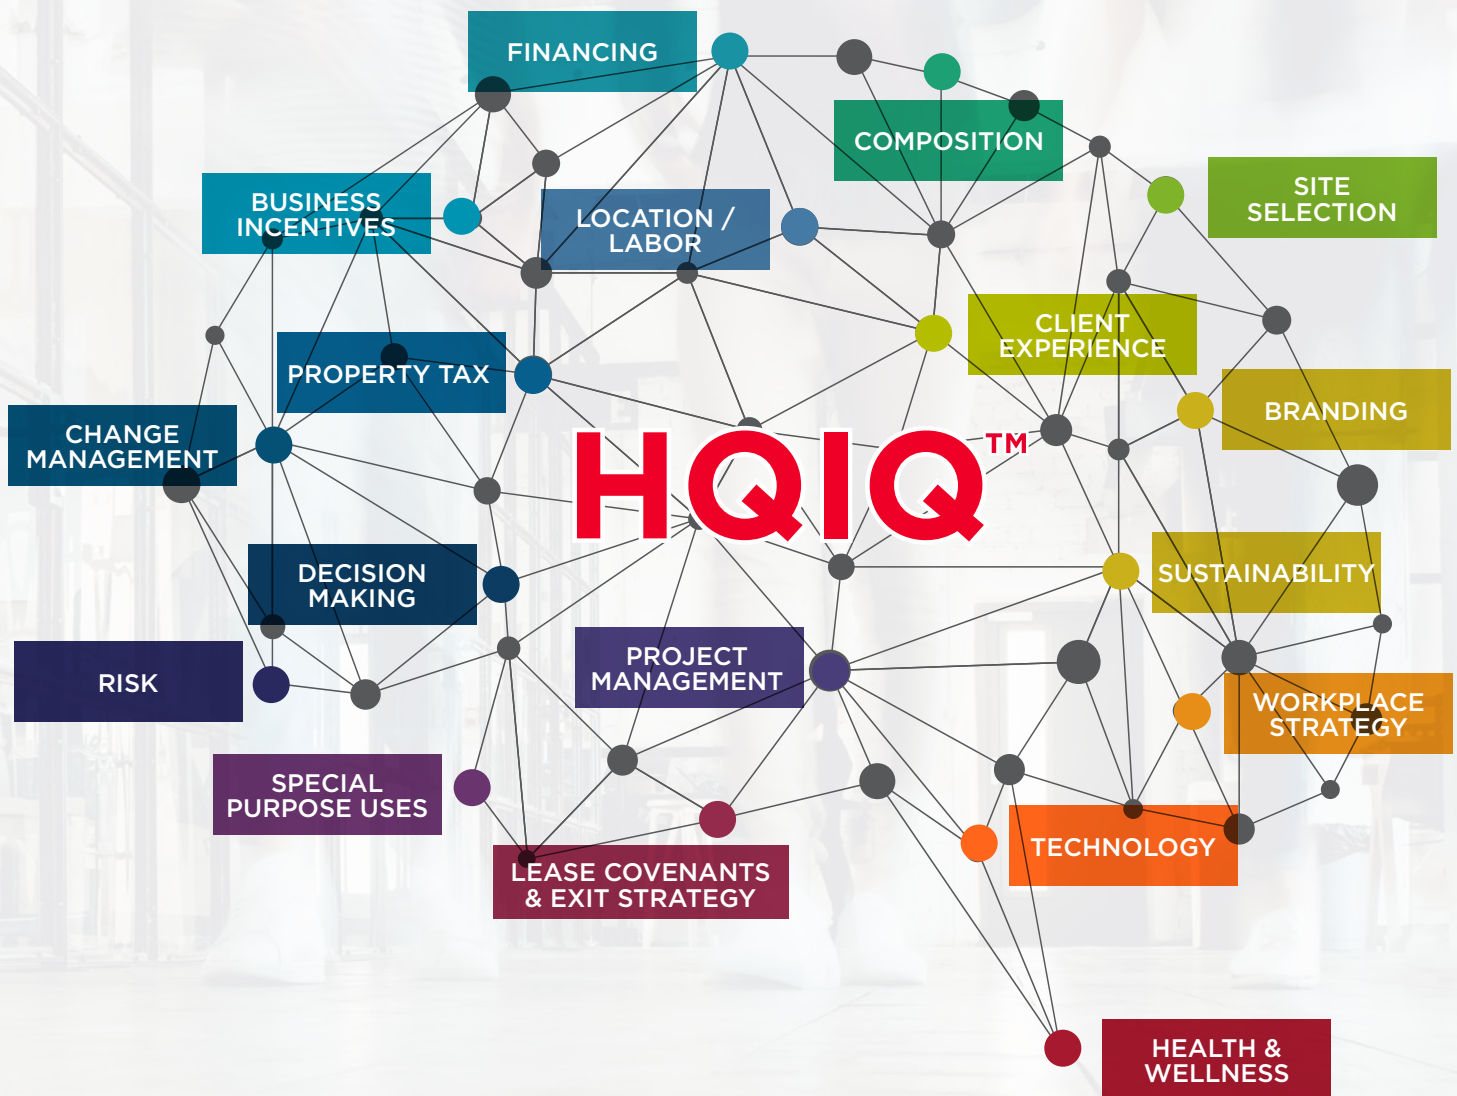 FINANCING
COMPOSITION
SITE
SELECTION
BUSINESS
INCENTIVES
LOCATION /
LABOR
CLIENT
EXPERIENCE
PROPERTY TAX
BRANDING
CHANGE
MANAGEMENT
HQIQ™
DECISION
MAKING
SUSTAINABILITY
PROJECT
MANAGEMENT
RISK
WORKPLACE
STRATEGY
SPECIAL
PURPOSE USES
TECHNOLOGY
LEASE COVENANTS
& EXIT STRATEGY
HEALTH &
WELLNESS